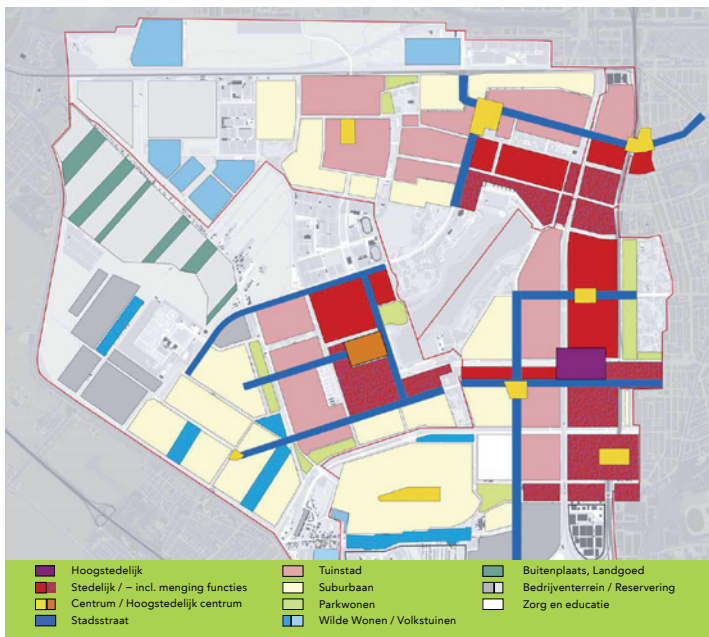 Hoogstedelijk
Stedelijk / – incl. menging functies
Centrum / Hoogstedelijk centrum
Stadsstraat
Tuinstad
Suburbaan
Parkwonen
Wilde Wonen / Volkstuinen
Buitenplaats, Landgoed
Bedrijventerrein / Reservering
Zorg en educatie